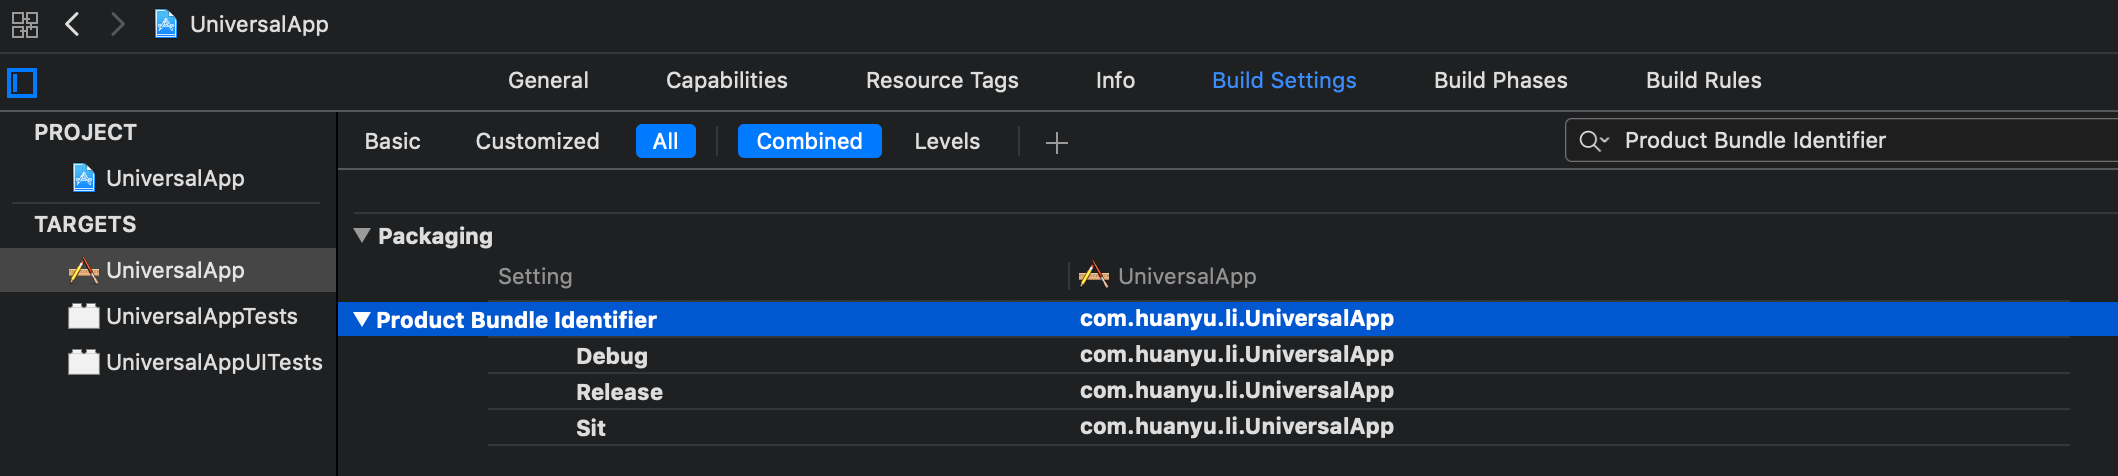 UniversalApp
General Capabilities Resource Tags Info Build Settings Build Phases Build Rules
PROJECT
UniversalApp
TARGETS
UniversalApp
UniversalAppTests
UniversalAppUITests
Basic Customized All Combined Levels Product Bundle Identifier
Packaging
Setting UniversalApp
Product Bundle Identifier com.huanyu.li.UniversalApp
Debug com.huanyu.li.UniversalApp
Release com.huanyu.li.UniversalApp
Sit com.huanyu.li.UniversalApp